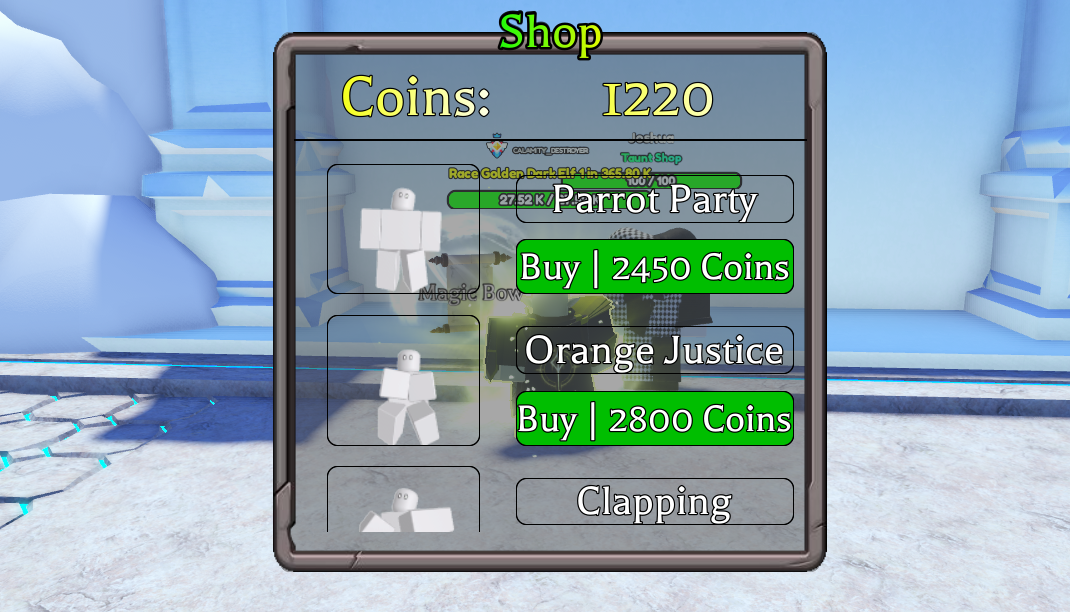 Shop
Coins: 1220
Joshua
CALAMITY_DESTROYER
Taunt Shop
Race Golden Dark Elf 1 in 365.80 K
100 / 100
27.52 K /
Parrot Party
Buy | 2450 Coins
Magic Bow
Orange Justice
Buy | 2800 Coins
Clapping